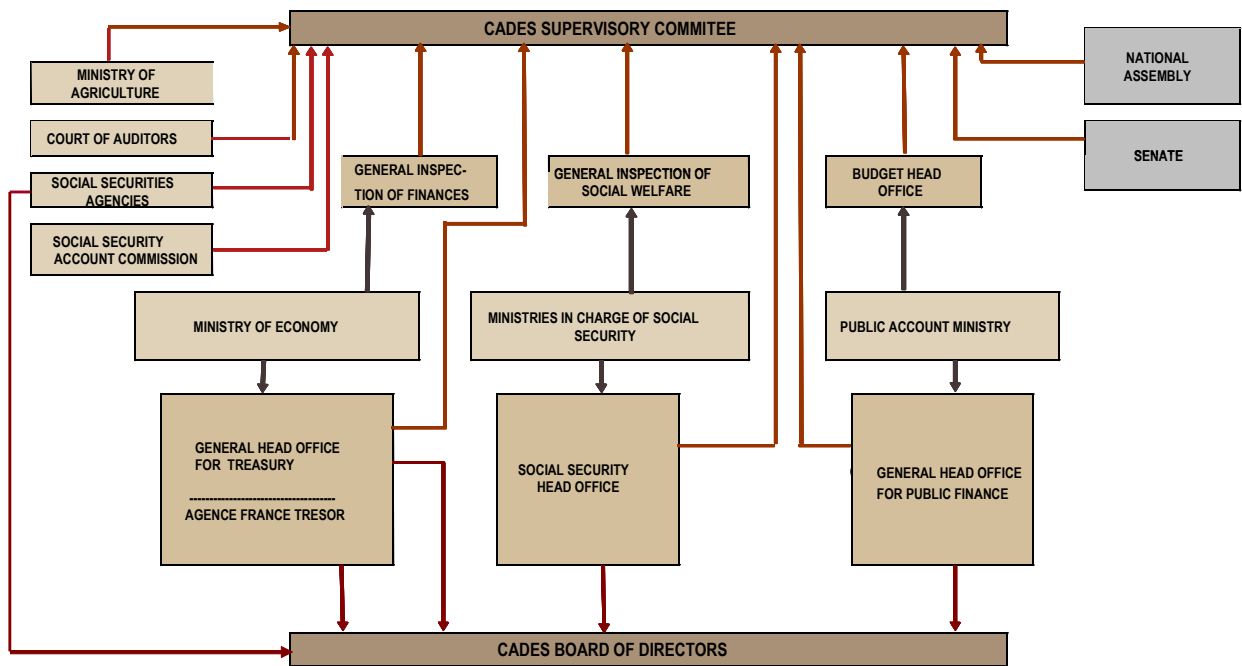 CADES SUPERVISORY COMMITEE
MINISTRY OF
AGRICULTURE
NATIONAL
ASSEMBLY
COURT OF AUDITORS
SENATE
GENERAL INSPEC-
TION OF FINANCES
GENERAL INSPECTION OF
SOCIAL WELFARE
BUDGET HEAD
OFFICE
SOCIAL SECURITIES
AGENCIES
SOCIAL SECURITY
ACCOUNT COMMISSION
MINISTRY OF ECONOMY
MINISTRIES IN CHARGE OF SOCIAL
SECURITY
PUBLIC ACCOUNT MINISTRY
GENERAL HEAD OFFICE
FOR TREASURY
------------------------------------
AGENCE FRANCE TRESOR
SOCIAL SECURITY
HEAD OFFICE
GENERAL HEAD OFFICE
FOR PUBLIC FINANCE
CADES BOARD OF DIRECTORS